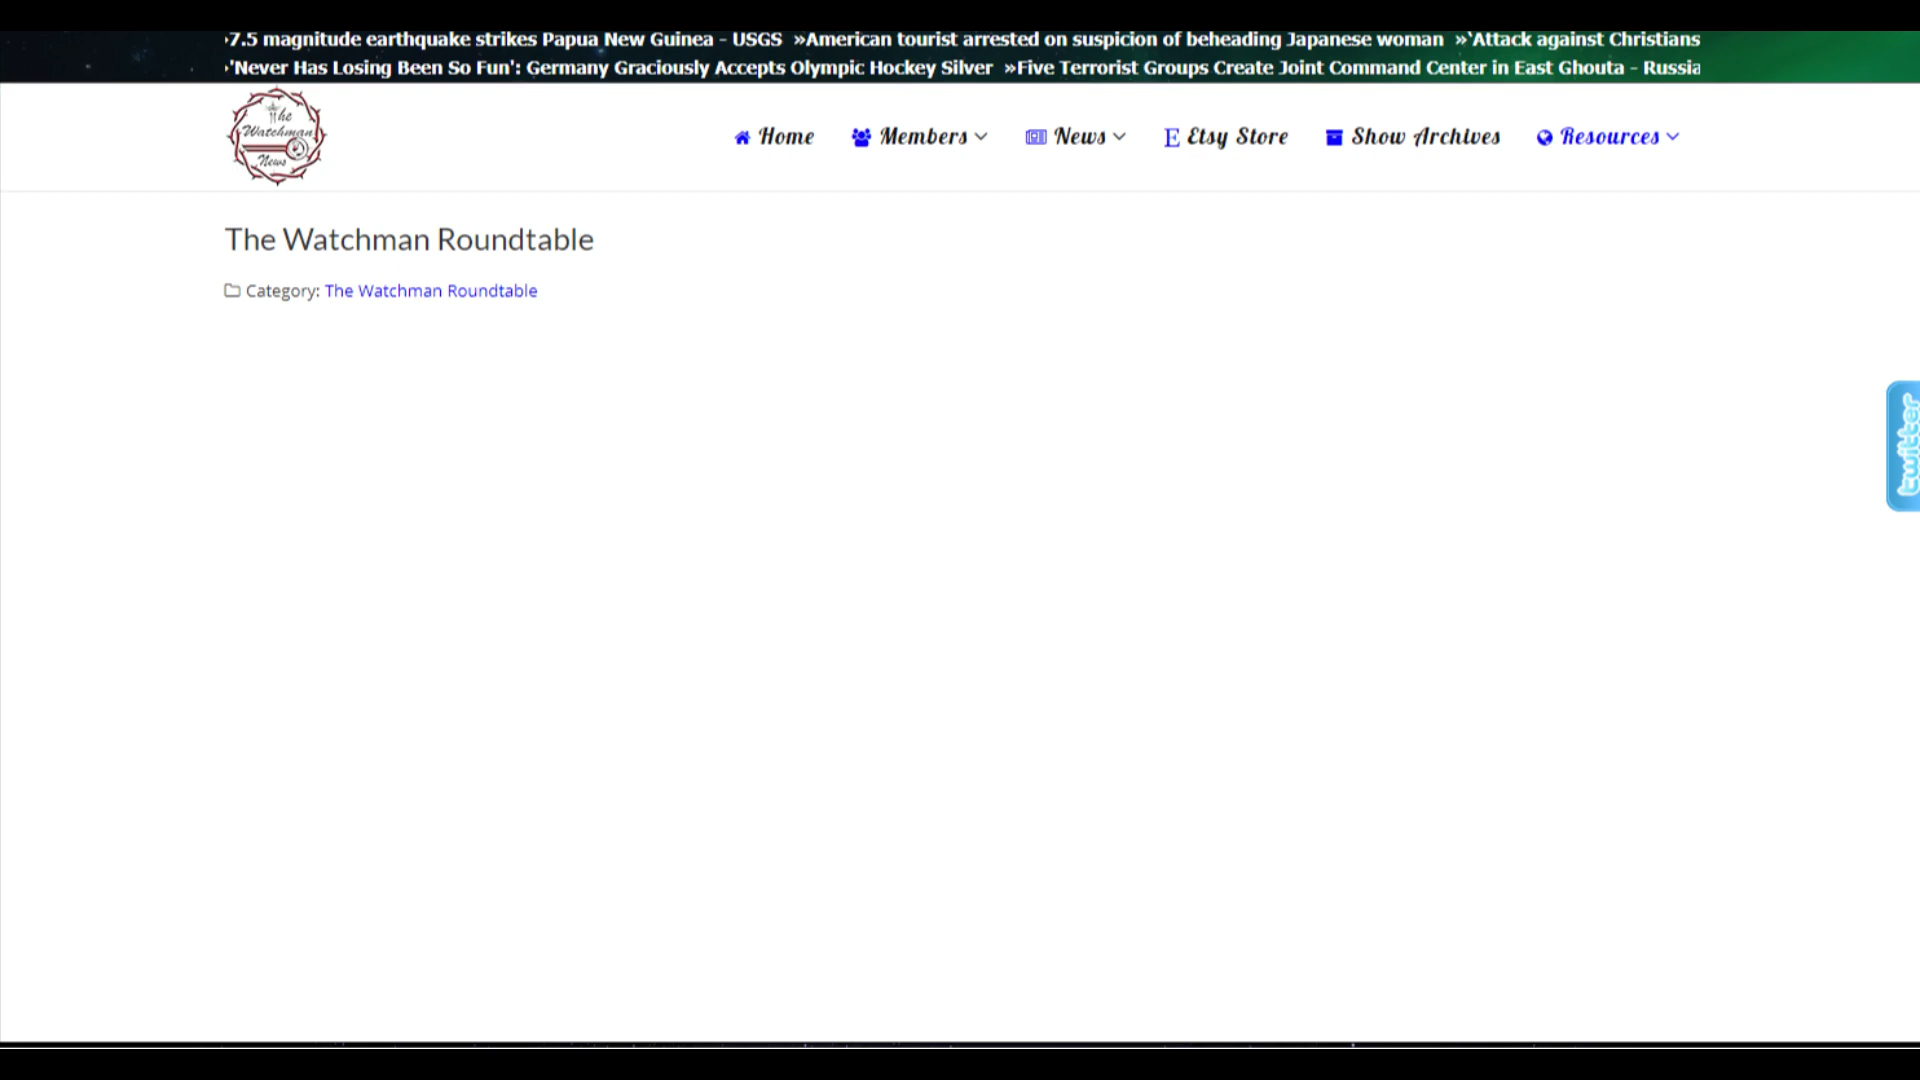 7.5 magnitude earthquake strikes Papua New Guinea - USGS »American tourist arrested on suspicion of beheading Japanese woman »'Attack against Christians
'Never Has Losing Been So Fun': Germany Graciously Accepts Olympic Hockey Silver »Five Terrorist Groups Create Joint Command Center in East Ghouta - Russia
The
Watchman
News
Home Members News E Etsy Store Show Archives Resources
The Watchman Roundtable
Category: The Watchman Roundtable
twitter